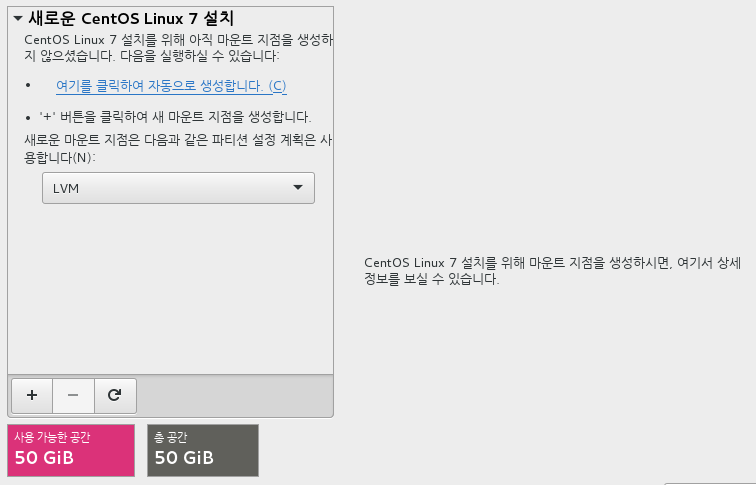 새로운 CentOS Linux 7 설치
CentOS Linux 7 설치를 위해 아직 마운트 지점을 생성하
지 않으셨습니다. 다음을 실행하실 수 있습니다:
• 여기를 클릭하여 자동으로 생성합니다. (C)
• '+' 버튼을 클릭하여 새 마운트 지점을 생성합니다.
새로운 마운트 지점은 다음과 같은 파티션 설정 계획은 사
용합니다(N):
LVM
CentOS Linux 7 설치를 위해 마운트 지점을 생성하시면, 여기서 상세
정보를 보실 수 있습니다.
+ −
사용 가능한 공간
50 GiB
총 공간
50 GiB